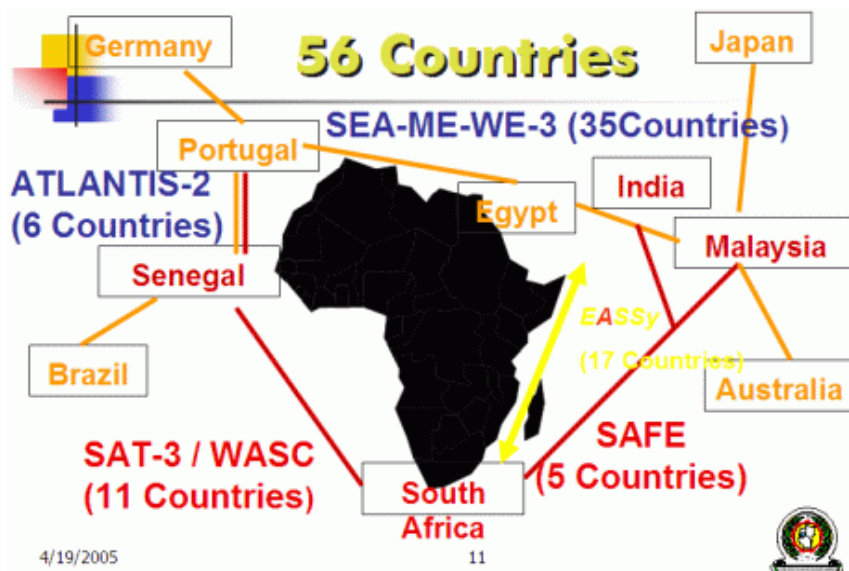 56 Countries
Germany
Japan
SEA-ME-WE-3 (35Countries)
Portugal
ATLANTIS-2
(6 Countries)
India
Egypt
Malaysia
Senegal
EASSy
(17 Countries)
Brazil
Australia
SAT-3 / WASC
(11 Countries)
SAFE
(5 Countries)
South
Africa
4/19/2005
11